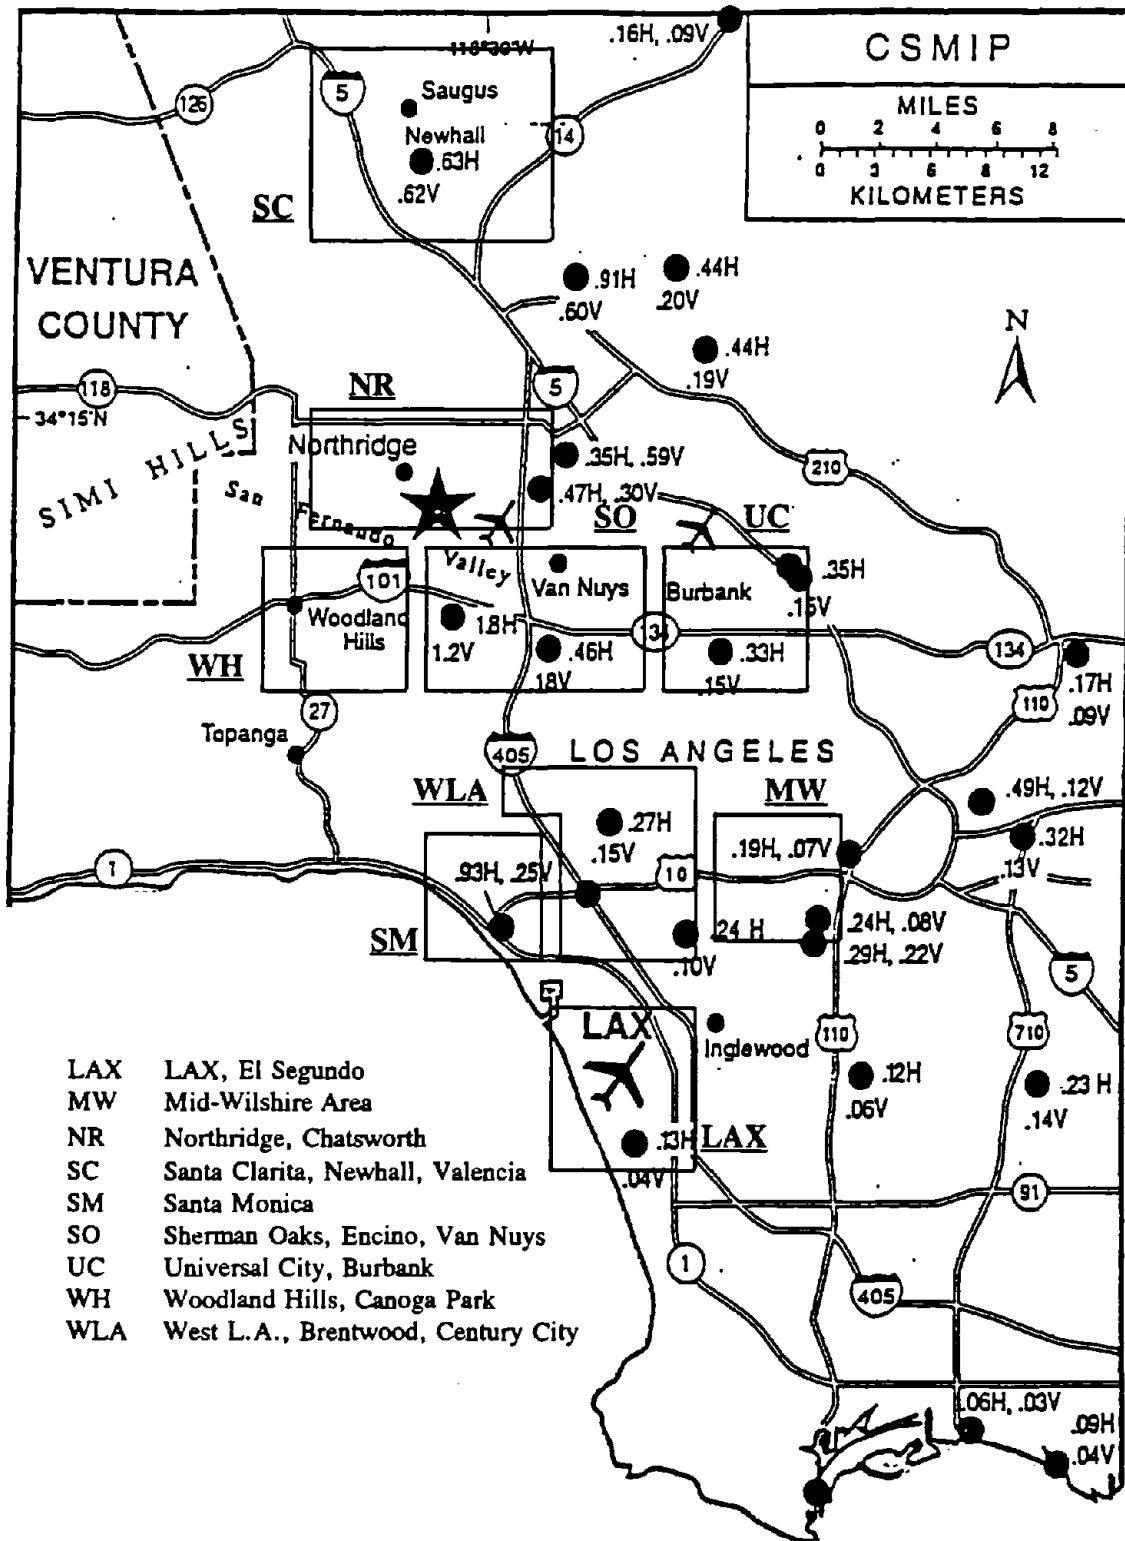 .16H, .09V
118°30'W
CSMIP
MILES
0 2 4 6 8
0 3 6 9 12
KILOMETERS
126
5
Saugus
Newhall
.63H
.62V
14
SC
VENTURA
COUNTY
.91H
.60V
.44H
.20V
.44H
.19V
N
118
34°15'N
NR
5
SIMI HILLS
Northridge
.35H, .59V
.47H, .30V
210
San
Fernando
Valley
SO
UC
101
Van Nuys
Burbank
.35H
.15V
Woodland
Hills
1.8H
1.2V
134
134
.46H
.18V
.33H
.15V
WH
.17H
.09V
27
110
Topanga
405
LOS ANGELES
WLA
MW
.49H, .12V
.27H
.15V
.19H, .07V
.32H
.13V
1
.93H, .25V
10
SM
.24 H
.10V
.24H, .08V
.29H, .22V
5
LAX
Inglewood
110
710
.12H
.06V
.23 H
.14V
.13H
.04V
LAX
91
1
405
LAX LAX, El Segundo
MW Mid-Wilshire Area
NR Northridge, Chatsworth
SC Santa Clarita, Newhall, Valencia
SM Santa Monica
SO Sherman Oaks, Encino, Van Nuys
UC Universal City, Burbank
WH Woodland Hills, Canoga Park
WLA West L.A., Brentwood, Century City
.06H, .03V
.09H
.04V